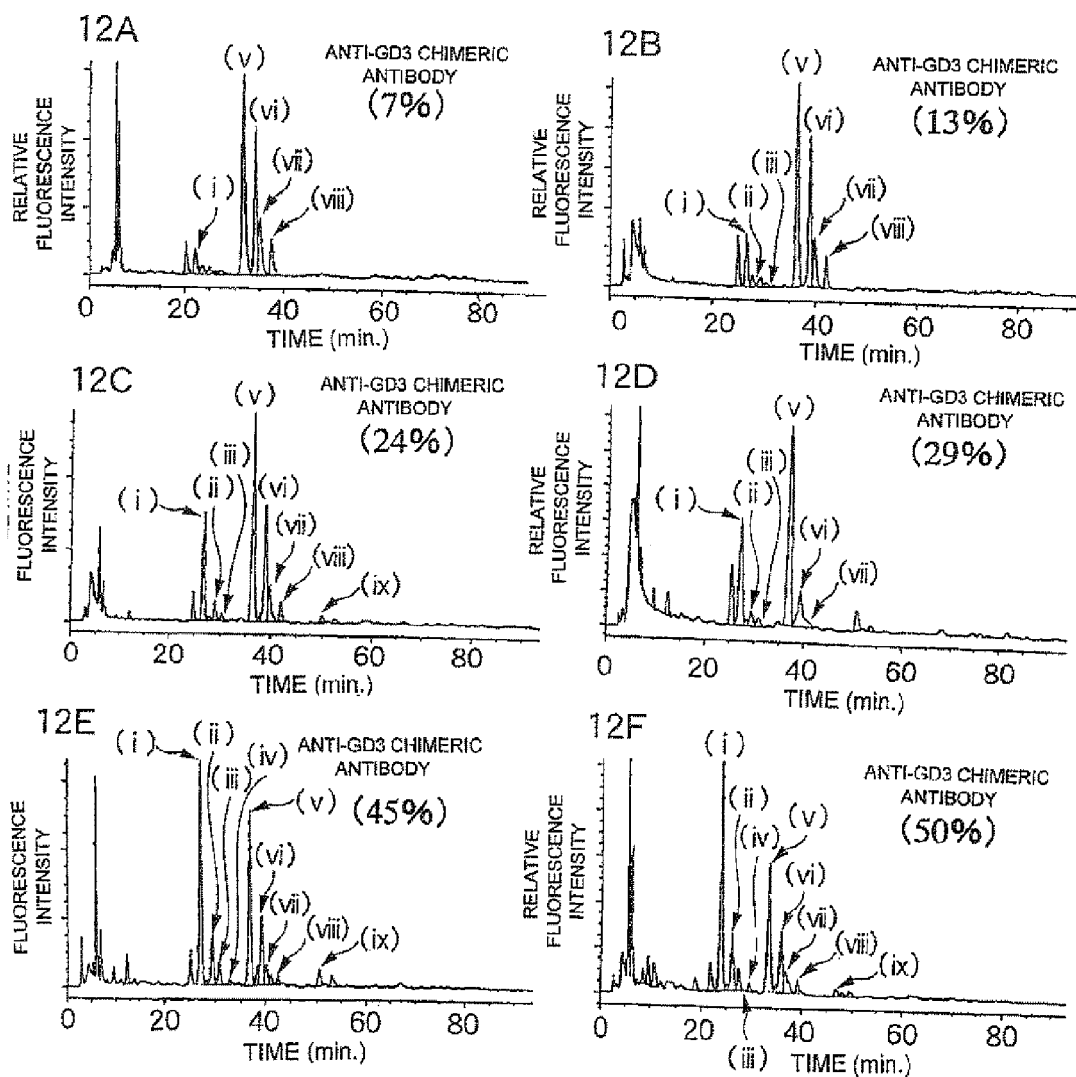 12A
ANTI-GD3 CHIMERIC
ANTIBODY
(7%)
(i)
(v)
(vi)
(vii)
(viii)
RELATIVE
FLUORESCENCE
INTENSITY
0 20 40 60 80
TIME (min.)
12B
ANTI-GD3 CHIMERIC
ANTIBODY
(13%)
(i)
(ii)
(iii)
(v)
(vi)
(vii)
(viii)
RELATIVE
FLUORESCENCE
INTENSITY
0 20 40 60 80
TIME (min.)
12C
ANTI-GD3 CHIMERIC
ANTIBODY
(24%)
(i)
(ii)
(iii)
(v)
(vi)
(vii)
(viii)
(ix)
FLUORESCENCE
INTENSITY
0 20 40 60 80
TIME (min.)
12D
ANTI-GD3 CHIMERIC
ANTIBODY
(29%)
(i)
(ii)
(iii)
(v)
(vi)
(vii)
RELATIVE
FLUORESCENCE
INTENSITY
0 20 40 60 80
TIME (min.)
12E
ANTI-GD3 CHIMERIC
ANTIBODY
(45%)
(i)
(ii)
(iii)
(iv)
(v)
(vi)
(vii)
(viii)
(ix)
FLUORESCENCE
INTENSITY
0 20 40 60 80
TIME (min.)
12F
ANTI-GD3 CHIMERIC
ANTIBODY
(50%)
(i)
(ii)
(iv)
(v)
(vi)
(vii)
(viii)
(ix)
(iii)
RELATIVE
FLUORESCENCE
INTENSITY
0 20 40 60 80
TIME (min.)